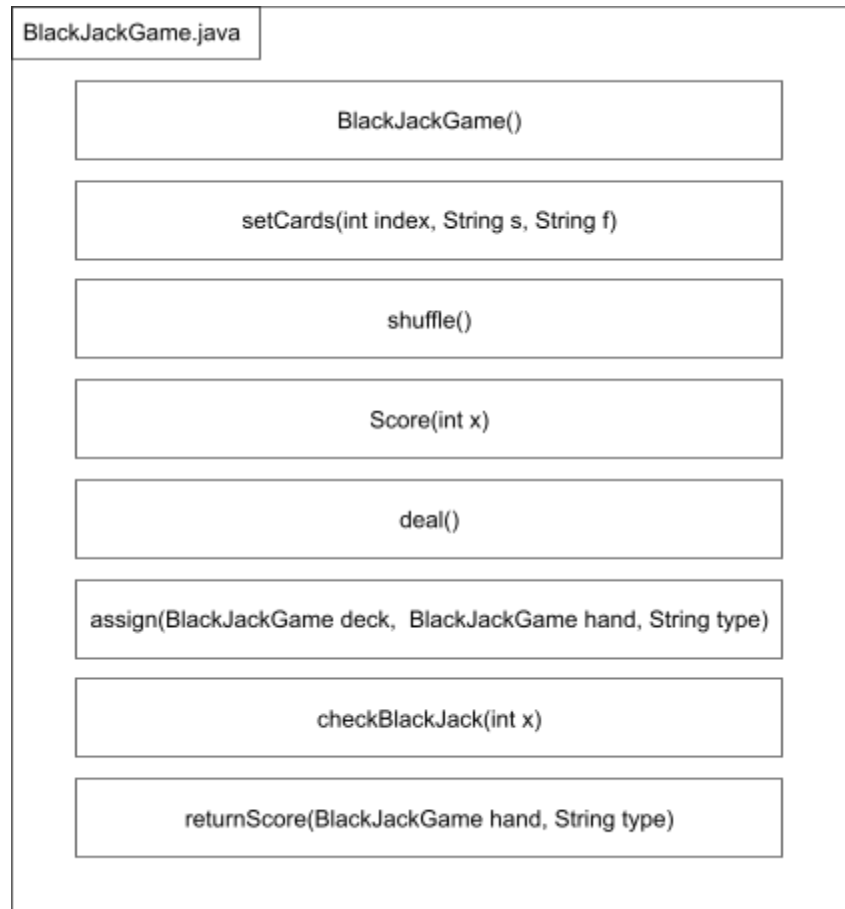 BlackJackGame.java
BlackJackGame()
setCards(int index, String s, String f)
shuffle()
Score(int x)
deal()
assign(BlackJackGame deck,  BlackJackGame hand, String type)
checkBlackJack(int x)
returnScore(BlackJackGame hand, String type)